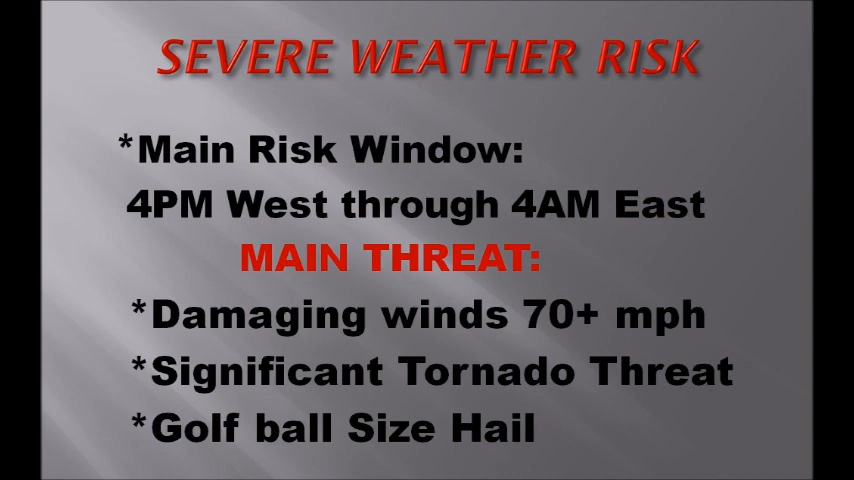 SEVERE WEATHER RISK
*Main Risk Window:
4PM West through 4AM East
MAIN THREAT:
*Damaging winds 70+ mph
*Significant Tornado Threat
*Golf ball Size Hail